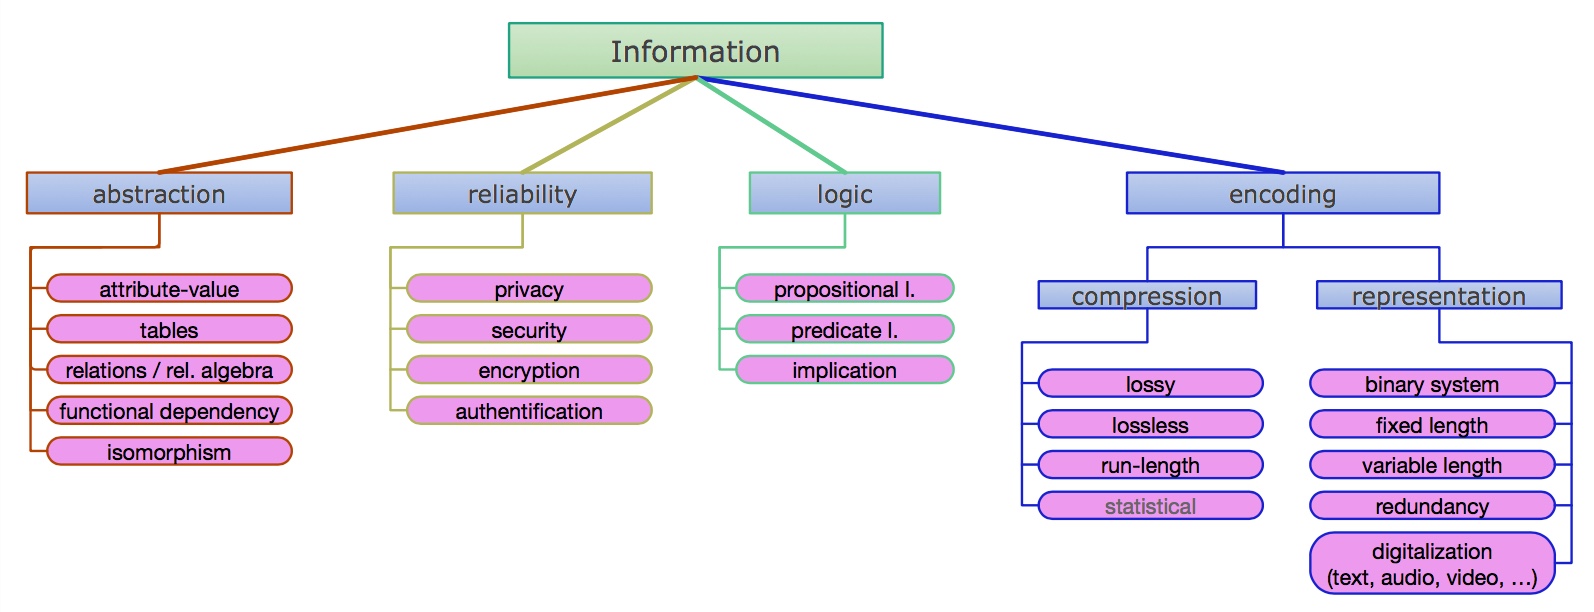 Information
abstraction
reliability
logic
encoding
attribute-value
tables
relations / rel. algebra
functional dependency
isomorphism
privacy
security
encryption
authentification
propositional l.
predicate l.
implication
compression
representation
lossy
lossless
run-length
statistical
binary system
fixed length
variable length
redundancy
digitalization
(text, audio, video, …)